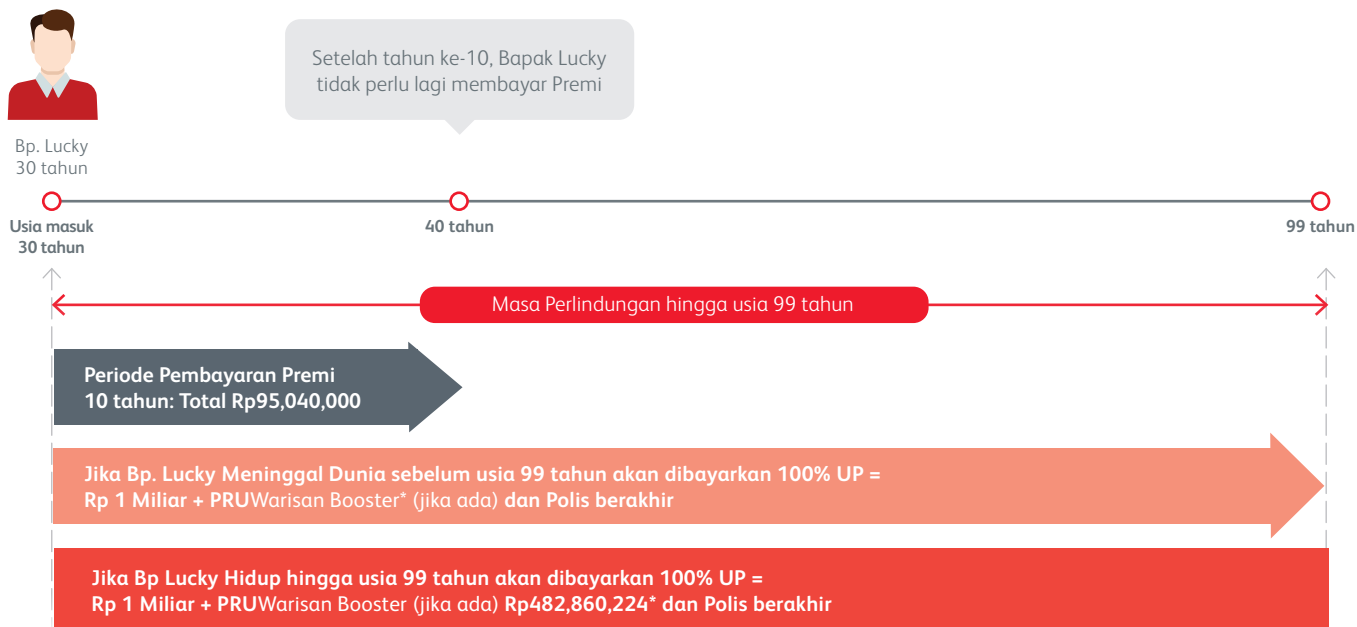 Setelah tahun ke-10, Bapak Lucky
tidak perlu lagi membayar Premi
Bp. Lucky
30 tahun
Usia masuk
30 tahun
40 tahun
99 tahun
Masa Perlindungan hingga usia 99 tahun
Periode Pembayaran Premi
10 tahun: Total Rp95,040,000
Jika Bp. Lucky Meninggal Dunia sebelum usia 99 tahun akan dibayarkan 100% UP =
Rp 1 Miliar + PRUWarisan Booster* (jika ada) dan Polis berakhir
Jika Bp Lucky Hidup hingga usia 99 tahun akan dibayarkan 100% UP =
Rp 1 Miliar + PRUWarisan Booster (jika ada) Rp482,860,224* dan Polis berakhir